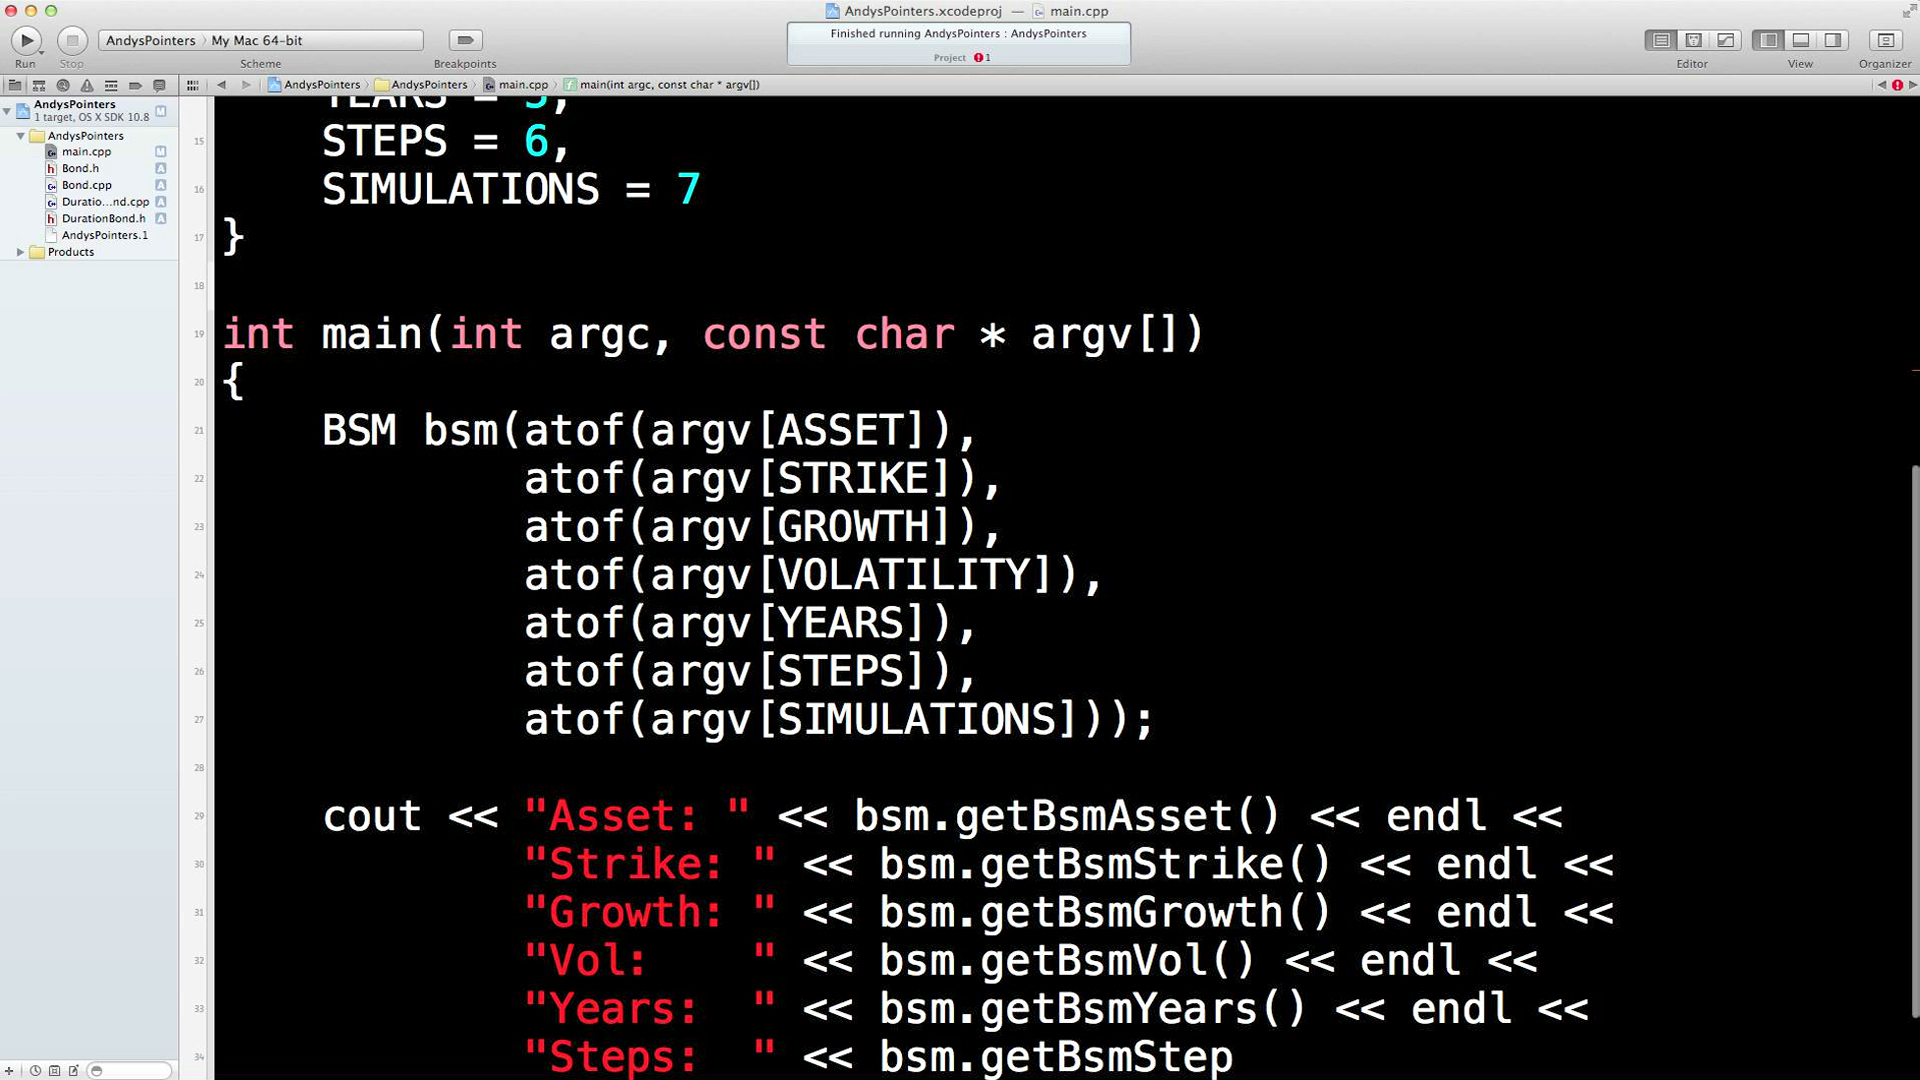 AndysPointers.xcodeproj — main.cpp
AndysPointers My Mac 64-bit
Finished running AndysPointers : AndysPointers
Project 1
Run Stop Scheme Breakpoints Editor View Organizer
AndysPointers AndysPointers main.cpp main(int argc, const char * argv[])
AndysPointers M
1 target, OS X SDK 10.8
AndysPointers
main.cpp M
Bond.h A
Bond.cpp A
Duratio...nd.cpp A
DurationBond.h A
AndysPointers.1
Products
YEARS = 5,
15 STEPS = 6,
16 SIMULATIONS = 7
17 }
18
19 int main(int argc, const char * argv[])
20 {
21 BSM bsm(atof(argv[ASSET]),
22 atof(argv[STRIKE]),
23 atof(argv[GROWTH]),
24 atof(argv[VOLATILITY]),
25 atof(argv[YEARS]),
26 atof(argv[STEPS]),
27 atof(argv[SIMULATIONS]));
28
29 cout << "Asset: " << bsm.getBsmAsset() << endl <<
30 "Strike: " << bsm.getBsmStrike() << endl <<
31 "Growth: " << bsm.getBsmGrowth() << endl <<
32 "Vol:    " << bsm.getBsmVol() << endl <<
33 "Years:  " << bsm.getBsmYears() << endl <<
34 "Steps:  " << bsm.getBsmStep